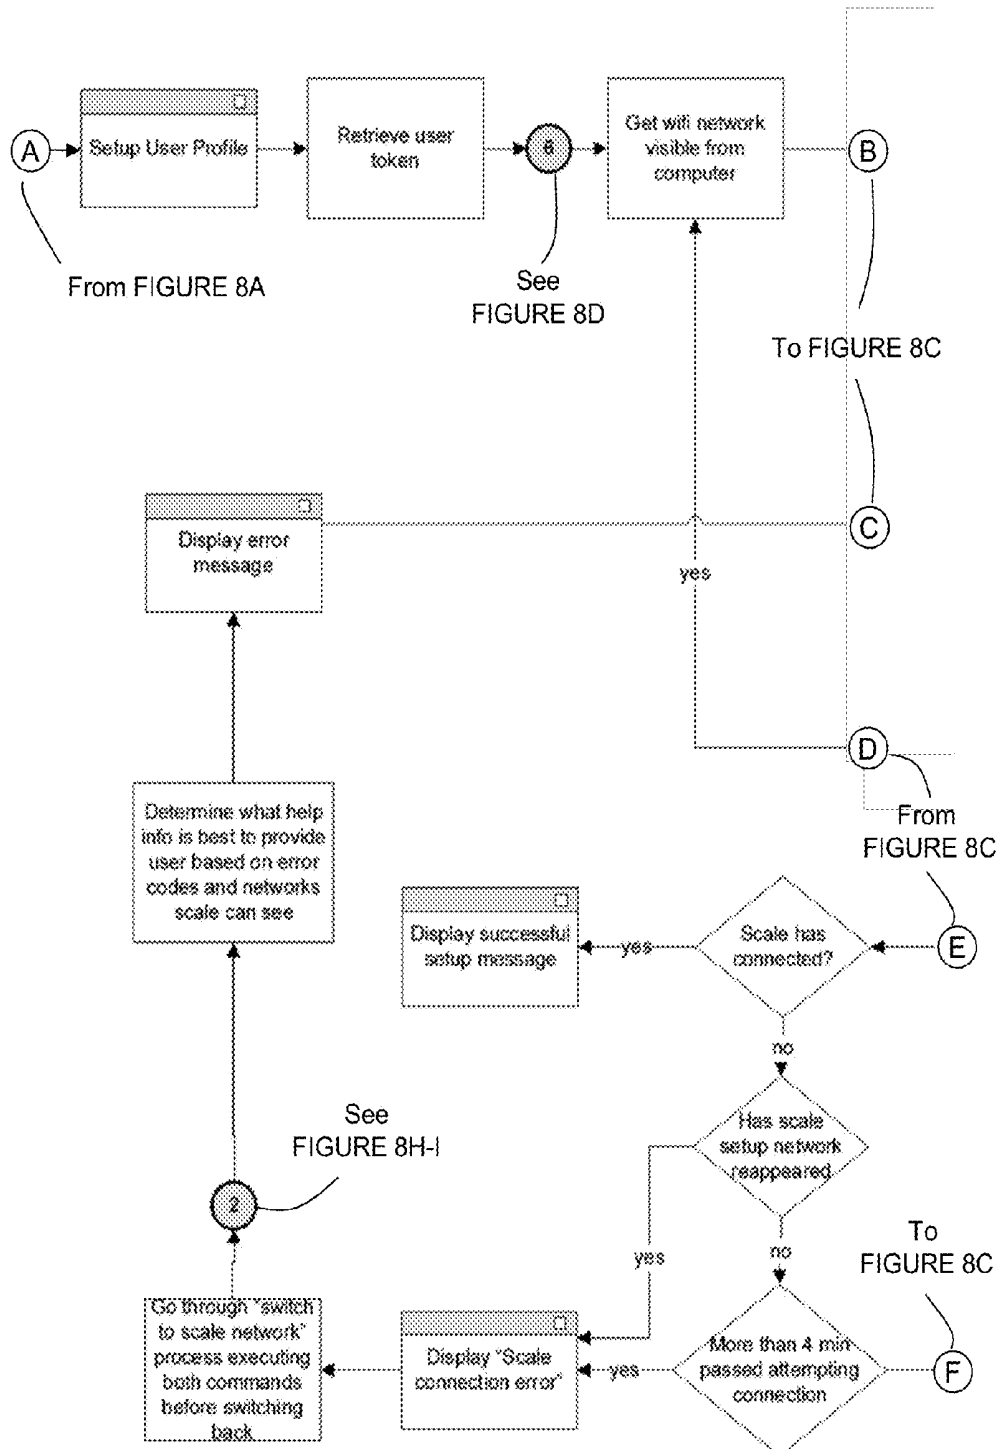 A
Setup User Profile
Retrieve user
token
6
Get wifi network
visible from
computer
B
From FIGURE 8A
See
FIGURE 8D
To FIGURE 8C
Display error
message
C
yes
D
From
FIGURE 8C
Determine what help
info is best to provide
user based on error
codes and networks
scale can see
Display successful
setup message
yes
Scale has
connected?
E
no
Has scale
setup network
reappeared
See
FIGURE 8H-I
2
yes
no
To
FIGURE 8C
Go through "switch
to scale network"
process executing
both commands
before switching
back
Display "Scale
connection error"
yes
More than 4 min
passed attempting
connection
F